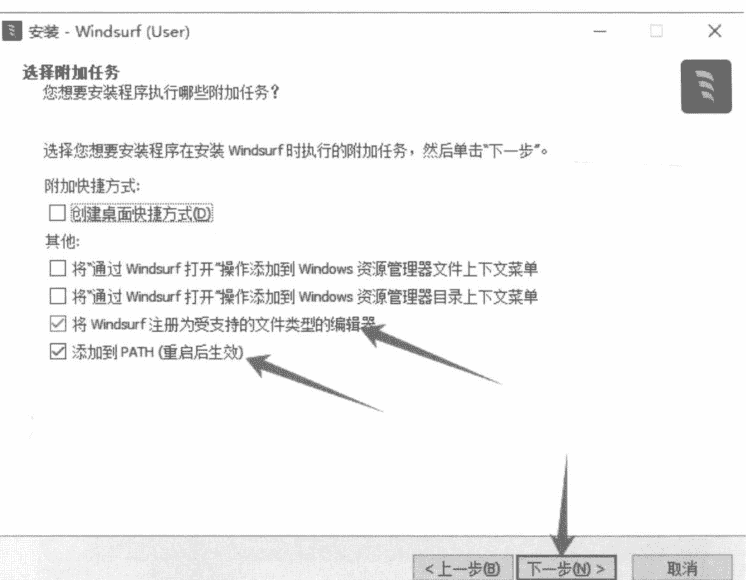 安装 - Windsurf (User)
选择附加任务
您想要安装程序执行哪些附加任务？
选择您想要安装程序在安装 Windsurf 时执行的附加任务，然后单击“下一步”。
附加快捷方式:
创建桌面快捷方式(D)
其他:
将“通过 Windsurf 打开”操作添加到 Windows 资源管理器文件上下文菜单
将“通过 Windsurf 打开”操作添加到 Windows 资源管理器目录上下文菜单
将 Windsurf 注册为受支持的文件类型的编辑器
添加到 PATH (重启后生效)
< 上一步(B) 下一步(N) > 取消